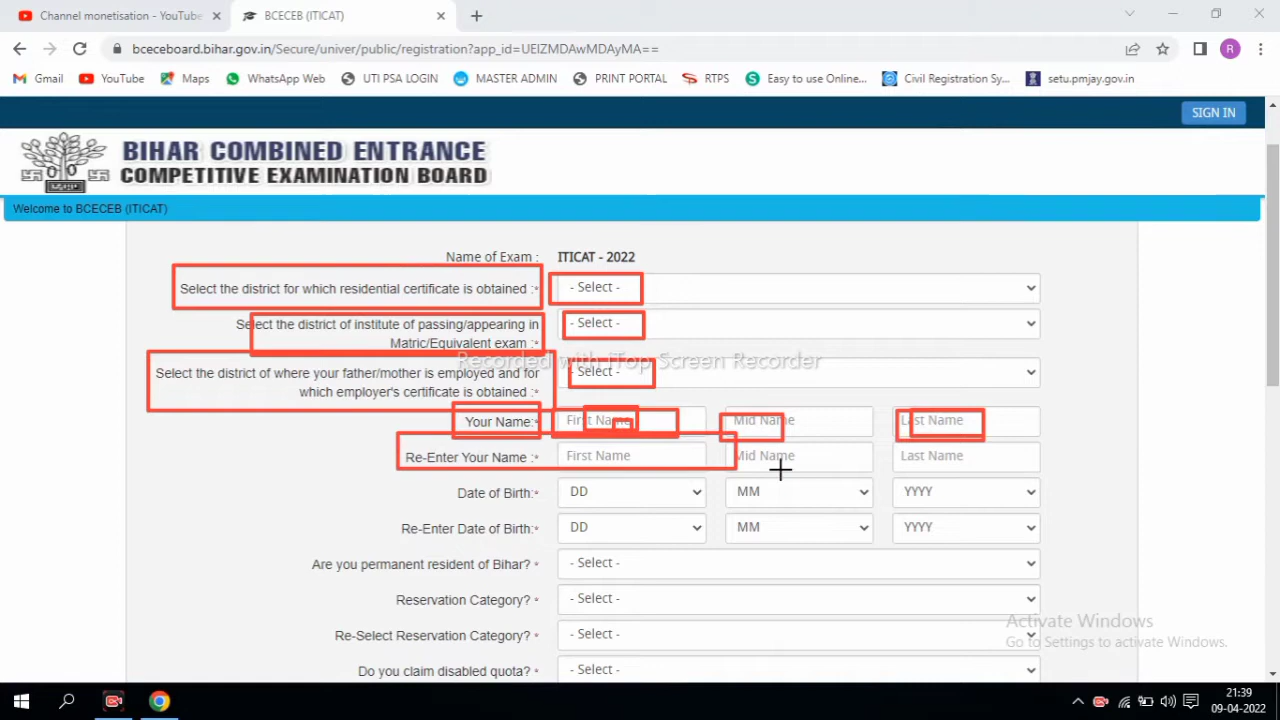 Channel monetisation - YouTube
BCECEB (ITICAT)
bceceboard.bihar.gov.in/Secure/univer/public/registration?app_id=UElZMDAwMDAyMA==
R
Gmail
YouTube
Maps
WhatsApp Web
UTI PSA LOGIN
MASTER ADMIN
PRINT PORTAL
RTPS
Easy to use Online...
Civil Registration Sy...
setu.pmjay.gov.in
SIGN IN
BIHAR COMBINED ENTRANCE
COMPETITIVE EXAMINATION BOARD
Welcome to BCECEB (ITICAT)
Name of Exam : ITICAT - 2022
Select the district for which residential certificate is obtained :* - Select -
Select the district of institute of passing/appearing in
Matric/Equivalent exam :* - Select -
Recorded with iTop Screen Recorder
Select the district of where your father/mother is employed and for
which employer's certificate is obtained :* - Select -
Your Name:* First Name Mid Name Last Name
Re-Enter Your Name :* First Name Mid Name Last Name
Date of Birth:* DD MM YYYY
Re-Enter Date of Birth:* DD MM YYYY
Are you permanent resident of Bihar? * - Select -
Reservation Category? * - Select -
Re-Select Reservation Category? * - Select -
Do you claim disabled quota? * - Select -
Activate Windows
Go to Settings to activate Windows.
21:39
09-04-2022